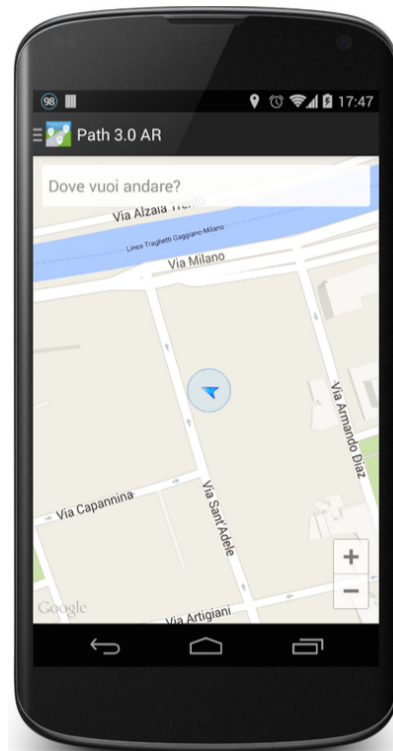 98
17:47
Path 3.0 AR
Dove vuoi andare?
Via Alzaia Trento
Linea Traghetti Gaggiano-Milano
Via Milano
Via Armando Diaz
Via Capannina
Via Sant'Adele
Google
Via Artigiani
+
−